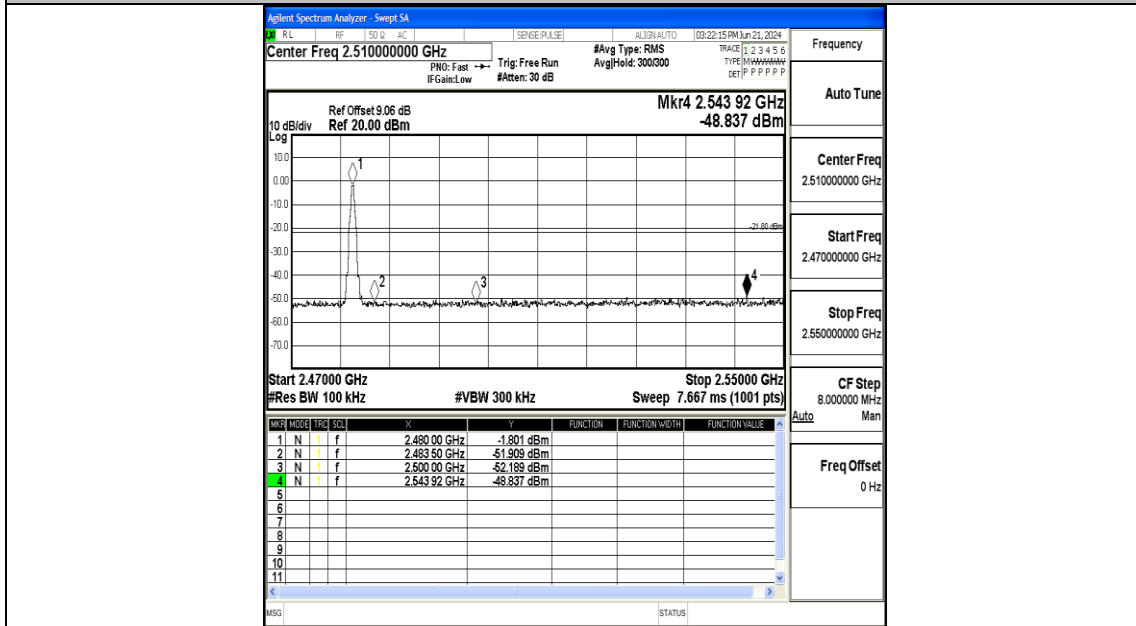 Agilent Spectrum Analyzer - Swept SA
RL RF 50 Ω AC SENSE:PULSE ALIGN AUTO 03:22:15 PM Jun 21, 2024
Center Freq 2.510000000 GHz
PNO: Fast
IFGain:Low
Trig: Free Run
#Atten: 30 dB
#Avg Type: RMS
Avg|Hold: 300/300
TRACE 1 2 3 4 5 6
TYPE MWWWWW
DET P P P P P P
Mkr4 2.543 92 GHz
-48.837 dBm
Ref Offset 9.06 dB
10 dB/div Ref 20.00 dBm
Log
10.0
0.00
-10.0
-20.0
-30.0
-40.0
-50.0
-60.0
-70.0
1
2
3
4
-21.80 dBm
Start 2.47000 GHz Stop 2.55000 GHz
#Res BW 100 kHz #VBW 300 kHz Sweep 7.667 ms (1001 pts)
MKR MODE TRC SCL X Y FUNCTION FUNCTION WIDTH FUNCTION VALUE
1 N 1 f 2.480 00 GHz -1.801 dBm
2 N 1 f 2.483 50 GHz -51.909 dBm
3 N 1 f 2.500 00 GHz -52.189 dBm
4 N 1 f 2.543 92 GHz -48.837 dBm
5
6
7
8
9
10
11
MSG STATUS
Frequency
Auto Tune
Center Freq
2.510000000 GHz
Start Freq
2.470000000 GHz
Stop Freq
2.550000000 GHz
CF Step
8.000000 MHz
Auto Man
Freq Offset
0 Hz